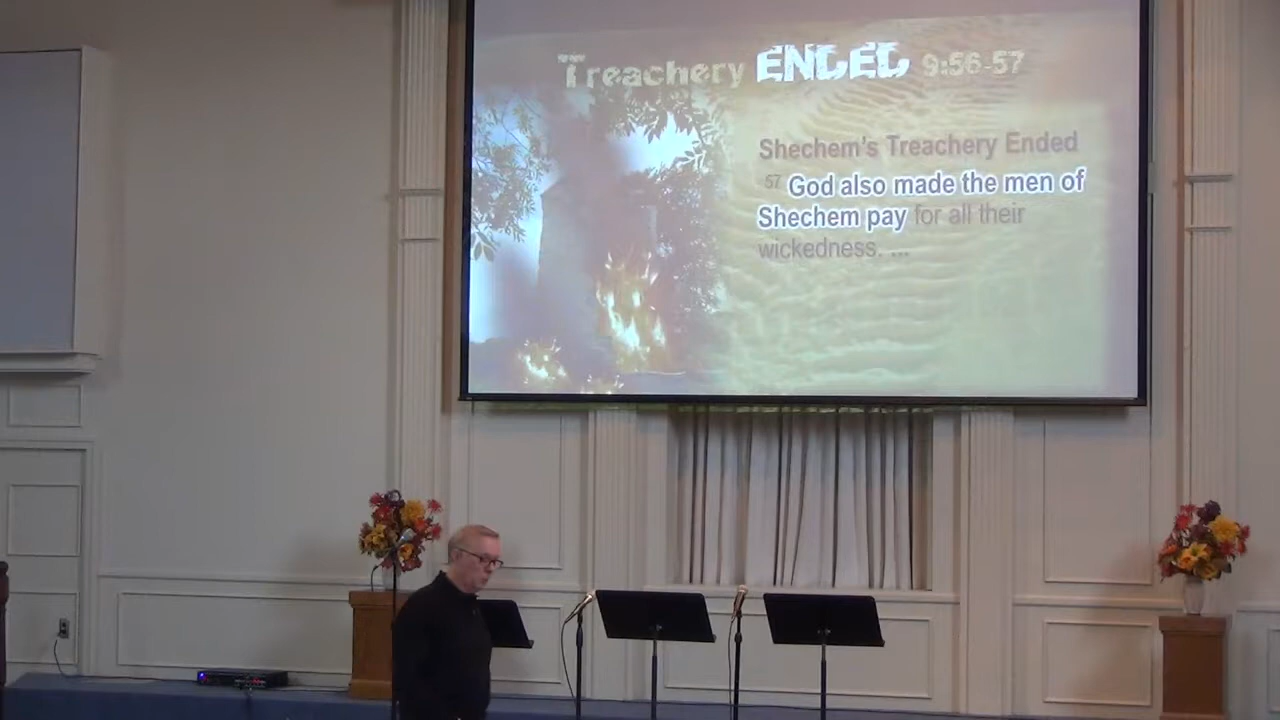 Treachery ENDED 9:56-57
Shechem's Treachery Ended
57 God also made the men of
Shechem pay for all their
wickedness. ...